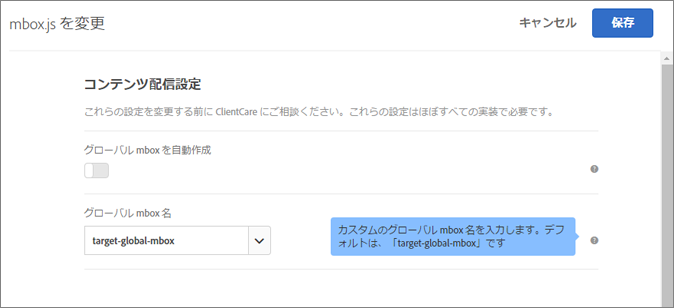 mbox.js を変更
キャンセル
保存
コンテンツ配信設定
これらの設定を変更する前に ClientCare にご相談ください。これらの設定はほぼすべての実装で必要です。
グローバル mbox を自動作成
グローバル mbox 名
target-global-mbox
カスタムのグローバル mbox 名を入力します。デフ
ォルトは、「target-global-mbox」です